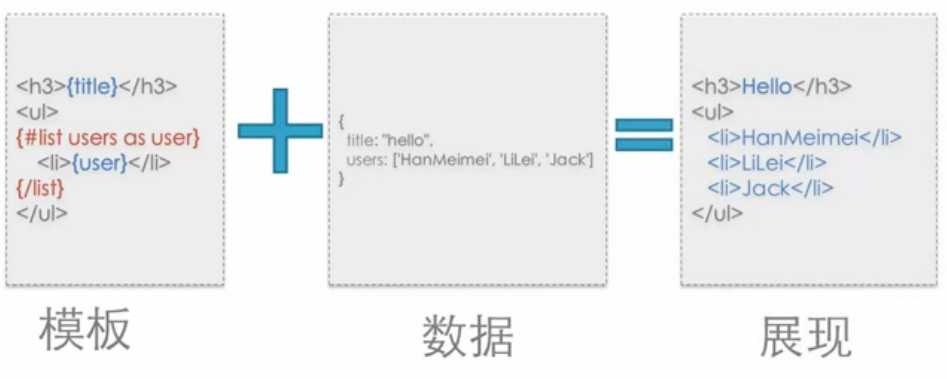 <h3>{title}</h3>
<ul>
{#list users as user}
<li>{user}</li>
{/list}
</ul>
模板
{
title: "hello",
users: ['HanMeimei', 'LiLei', 'Jack']
}
数据
<h3>Hello</h3>
<ul>
<li>HanMeimei</li>
<li>LiLei</li>
<li>Jack</li>
</ul>
展现